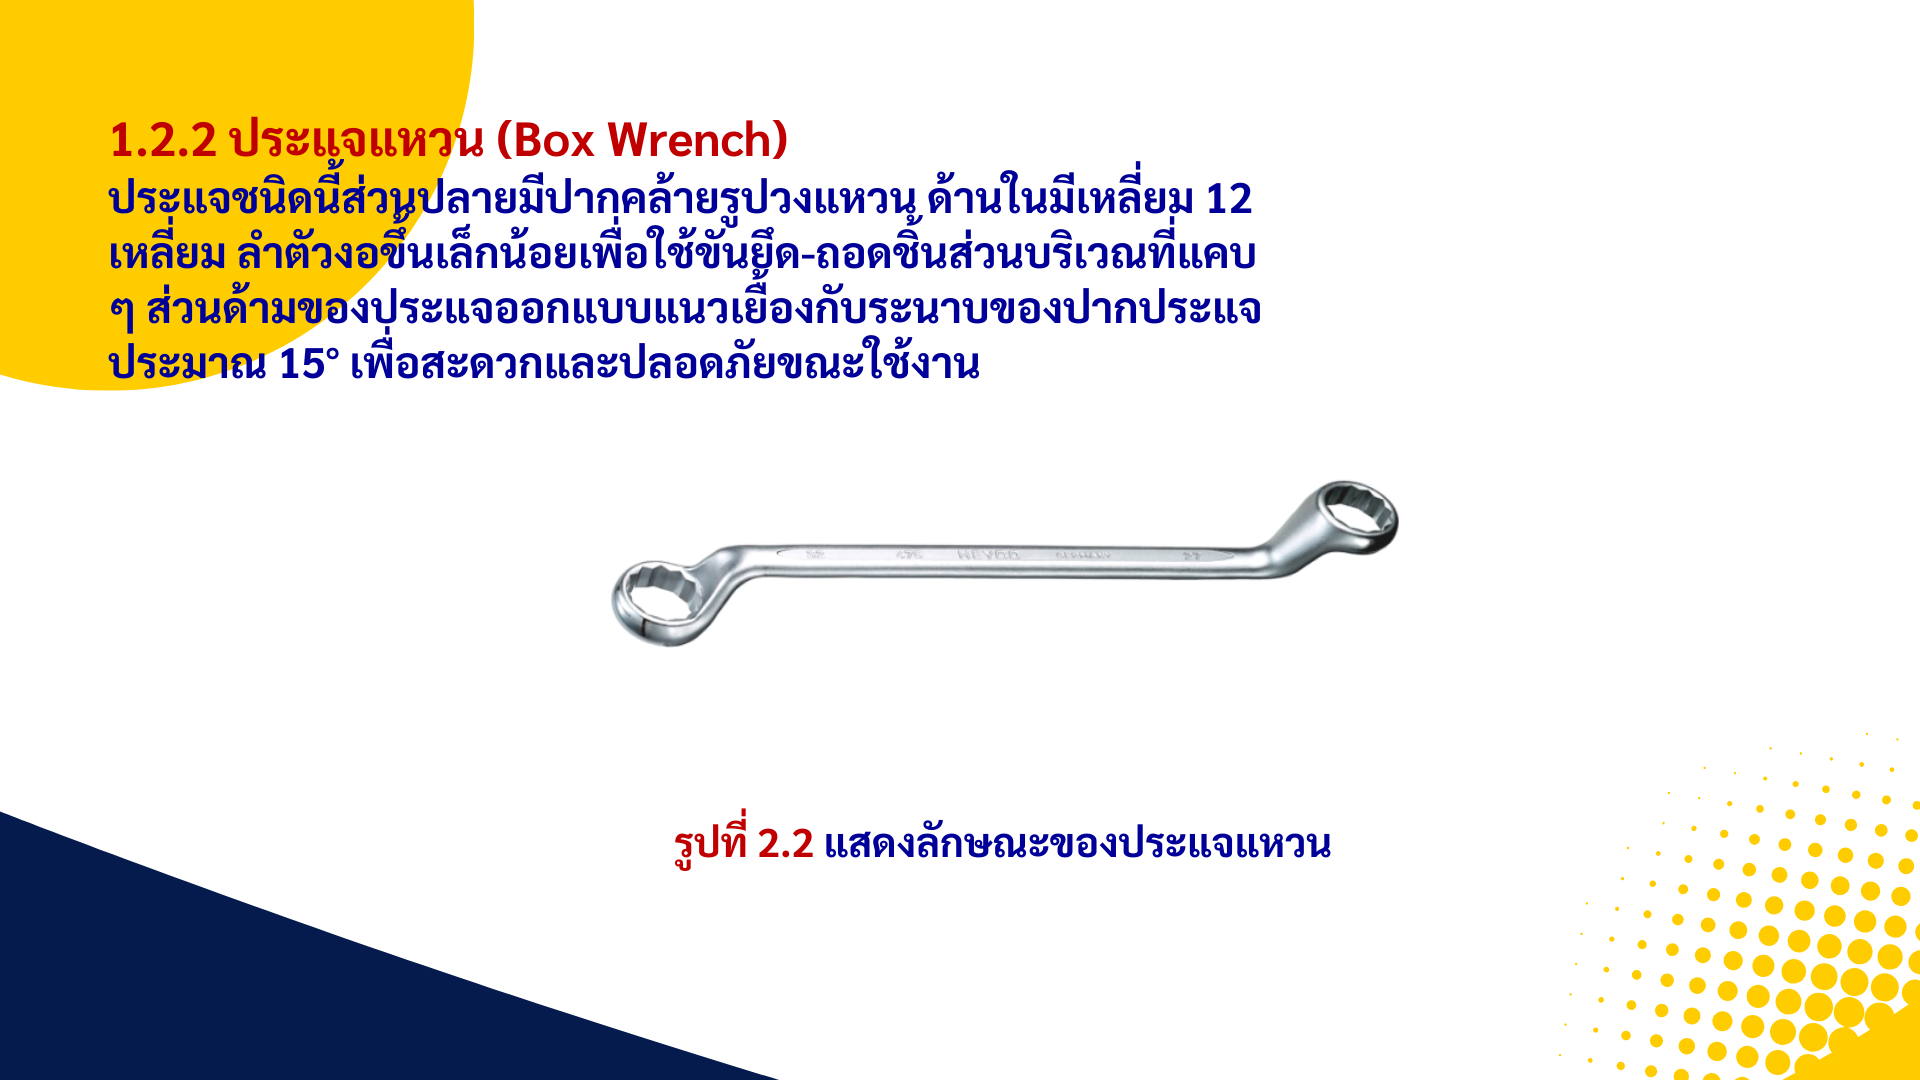 1.2.2 ประแจแหวน (Box Wrench)
ประแจชนิดนี้ส่วนปลายมีปากคล้ายรูปวงแหวน ด้านในมีเหลี่ยม 12
เหลี่ยม ลำตัวงอขึ้นเล็กน้อยเพื่อใช้ขันยึด-ถอดชิ้นส่วนบริเวณที่แคบ
ๆ ส่วนด้ามของประแจออกแบบแนวเยื้องกับระนาบของปากประแจ
ประมาณ 15° เพื่อสะดวกและปลอดภัยขณะใช้งาน
รูปที่ 2.2 แสดงลักษณะของประแจแหวน